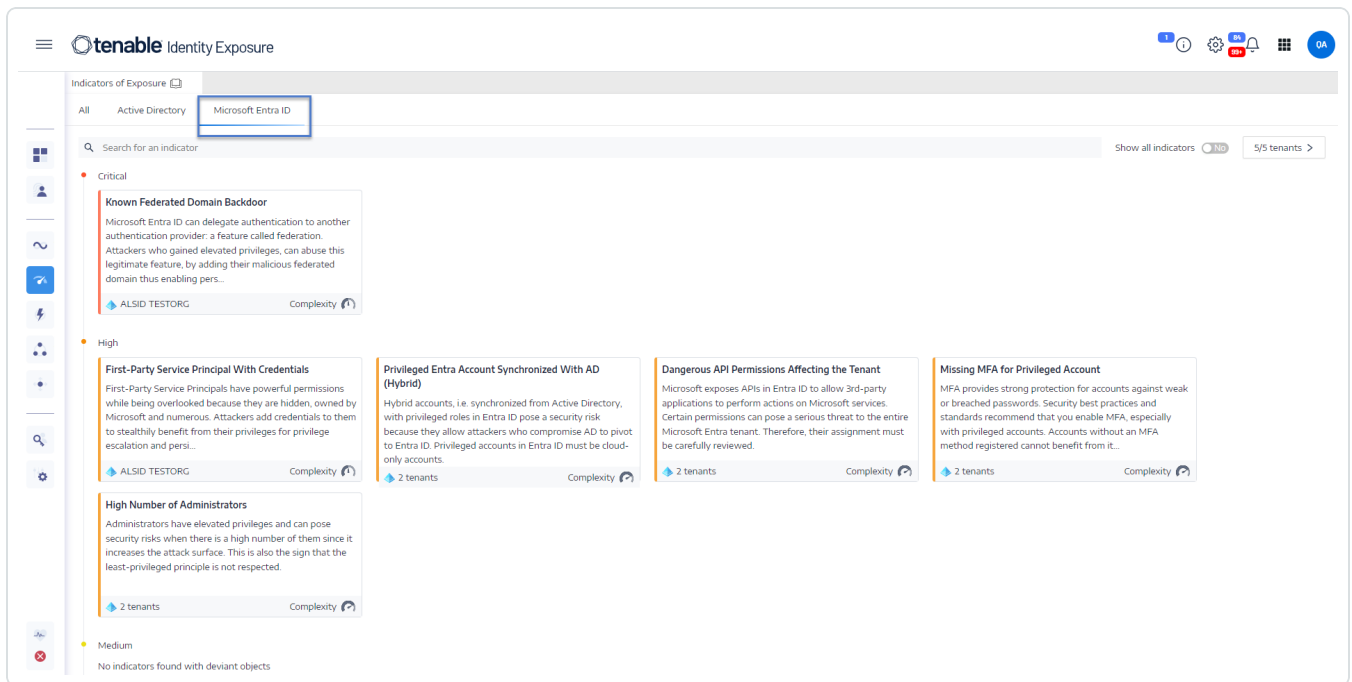 tenable Identity Exposure
1
84
99+
QA
Indicators of Exposure
All Active Directory Microsoft Entra ID
Search for an indicator
Show all indicators No
5/5 tenants
Critical
Known Federated Domain Backdoor
Microsoft Entra ID can delegate authentication to another
authentication provider: a feature called federation.
Attackers who gained elevated privileges, can abuse this
legitimate feature, by adding their malicious federated
domain thus enabling pers...
ALSID TESTORG Complexity
High
First-Party Service Principal With Credentials
First-Party Service Principals have powerful permissions
while being overlooked because they are hidden, owned by
Microsoft and numerous. Attackers add credentials to them
to stealthily benefit from their privileges for privilege
escalation and persi...
ALSID TESTORG Complexity
Privileged Entra Account Synchronized With AD
(Hybrid)
Hybrid accounts, i.e. synchronized from Active Directory,
with privileged roles in Entra ID pose a security risk
because they allow attackers who compromise AD to pivot
to Entra ID. Privileged accounts in Entra ID must be cloud-
only accounts.
2 tenants Complexity
Dangerous API Permissions Affecting the Tenant
Microsoft exposes APIs in Entra ID to allow 3rd-party
applications to perform actions on Microsoft services.
Certain permissions can pose a serious threat to the entire
Microsoft Entra tenant. Therefore, their assignment must
be carefully reviewed.
2 tenants Complexity
Missing MFA for Privileged Account
MFA provides strong protection for accounts against weak
or breached passwords. Security best practices and
standards recommend that you enable MFA, especially
with privileged accounts. Accounts without an MFA
method registered cannot benefit from it...
2 tenants Complexity
High Number of Administrators
Administrators have elevated privileges and can pose
security risks when there is a high number of them since it
increases the attack surface. This is also the sign that the
least-privileged principle is not respected.
2 tenants Complexity
Medium
No indicators found with deviant objects